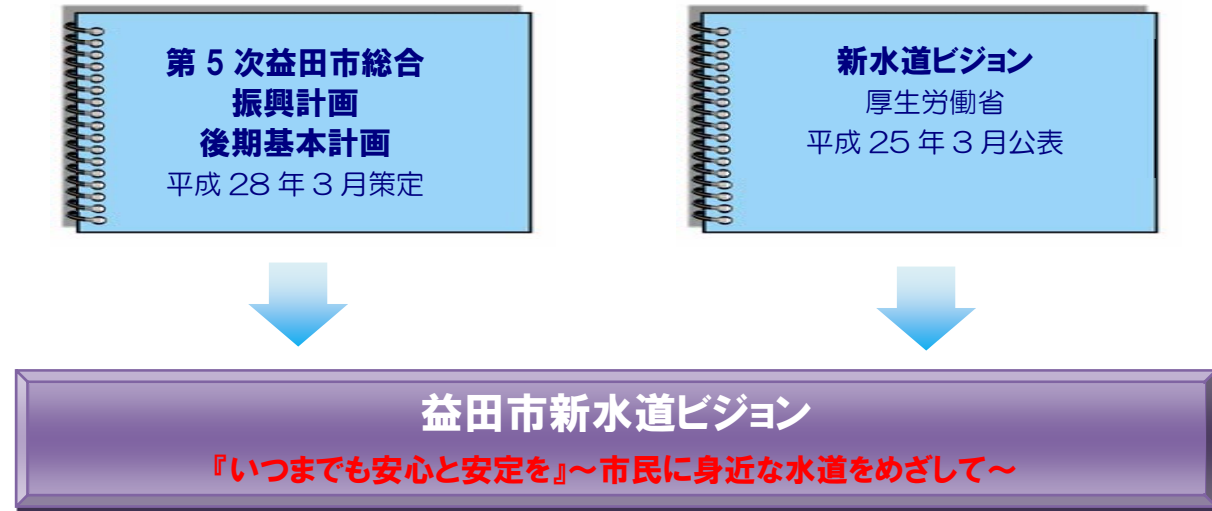 第 5 次益田市総合
振興計画
後期基本計画
平成 28 年 3 月策定
新水道ビジョン
厚生労働省
平成 25 年 3 月公表
益田市新水道ビジョン
『いつまでも安心と安定を』～市民に身近な水道をめざして～